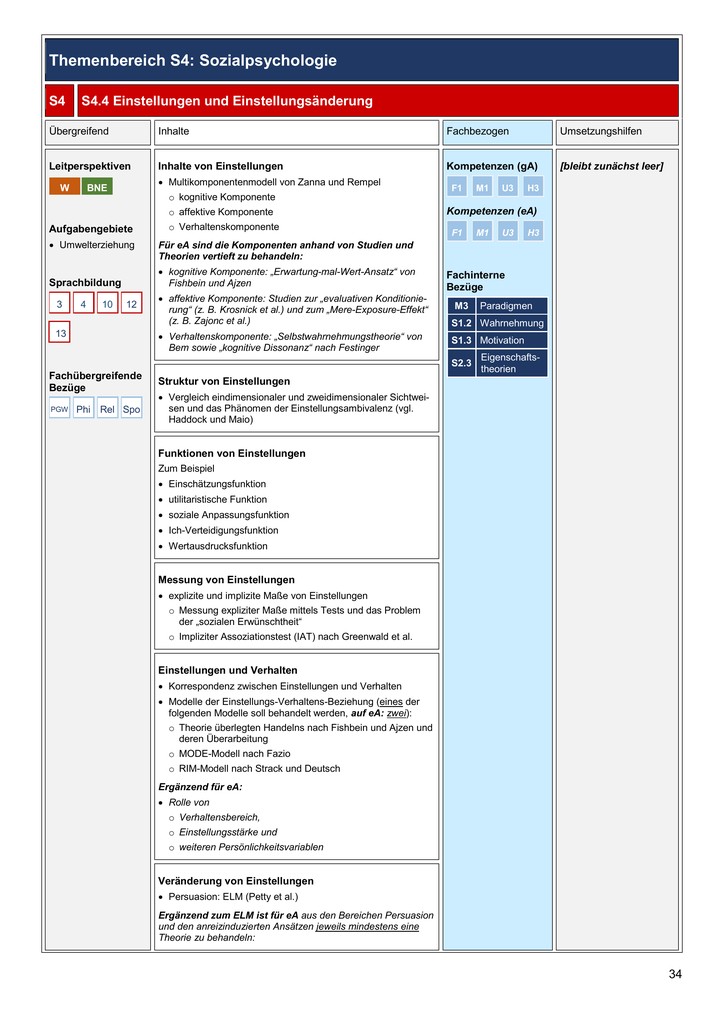 Themenbereich S4: Sozialpsychologie
S4 S4.4 Einstellungen und Einstellungsänderung
Übergreifend Inhalte Fachbezogen Umsetzungshilfen
Leitperspektiven
W BNE
Aufgabengebiete
• Umwelterziehung
Sprachbildung
3 4 10 12
13
Fachübergreifende
Bezüge
PGW Phi Rel Spo
Inhalte von Einstellungen
• Multikomponentenmodell von Zanna und Rempel
o kognitive Komponente
o affektive Komponente
o Verhaltenskomponente
Für eA sind die Komponenten anhand von Studien und
Theorien vertieft zu behandeln:
• kognitive Komponente: „Erwartung-mal-Wert-Ansatz“ von
Fishbein und Ajzen
• affektive Komponente: Studien zur „evaluativen Konditionie-
rung“ (z. B. Krosnick et al.) und zum „Mere-Exposure-Effekt“
(z. B. Zajonc et al.)
• Verhaltenskomponente: „Selbstwahrnehmungstheorie“ von
Bem sowie „kognitive Dissonanz“ nach Festinger
Struktur von Einstellungen
• Vergleich eindimensionaler und zweidimensionaler Sichtwei-
sen und das Phänomen der Einstellungsambivalenz (vgl.
Haddock und Maio)
Funktionen von Einstellungen
Zum Beispiel
• Einschätzungsfunktion
• utilitaristische Funktion
• soziale Anpassungsfunktion
• Ich-Verteidigungsfunktion
• Wertausdrucksfunktion
Messung von Einstellungen
• explizite und implizite Maße von Einstellungen
o Messung expliziter Maße mittels Tests und das Problem
der „sozialen Erwünschtheit“
o Impliziter Assoziationstest (IAT) nach Greenwald et al.
Einstellungen und Verhalten
• Korrespondenz zwischen Einstellungen und Verhalten
• Modelle der Einstellungs-Verhaltens-Beziehung (eines der
folgenden Modelle soll behandelt werden, auf eA: zwei):
o Theorie überlegten Handelns nach Fishbein und Ajzen und
deren Überarbeitung
o MODE-Modell nach Fazio
o RIM-Modell nach Strack und Deutsch
Ergänzend für eA:
• Rolle von
o Verhaltensbereich,
o Einstellungsstärke und
o weiteren Persönlichkeitsvariablen
Veränderung von Einstellungen
• Persuasion: ELM (Petty et al.)
Ergänzend zum ELM ist für eA aus den Bereichen Persuasion
und den anreizinduzierten Ansätzen jeweils mindestens eine
Theorie zu behandeln:
Kompetenzen (gA)
F1 M1 U3 H3
Kompetenzen (eA)
F1 M1 U3 H3
Fachinterne
Bezüge
M3 Paradigmen
S1.2 Wahrnehmung
S1.3 Motivation
S2.3 Eigenschafts-
theorien
[bleibt zunächst leer]
34